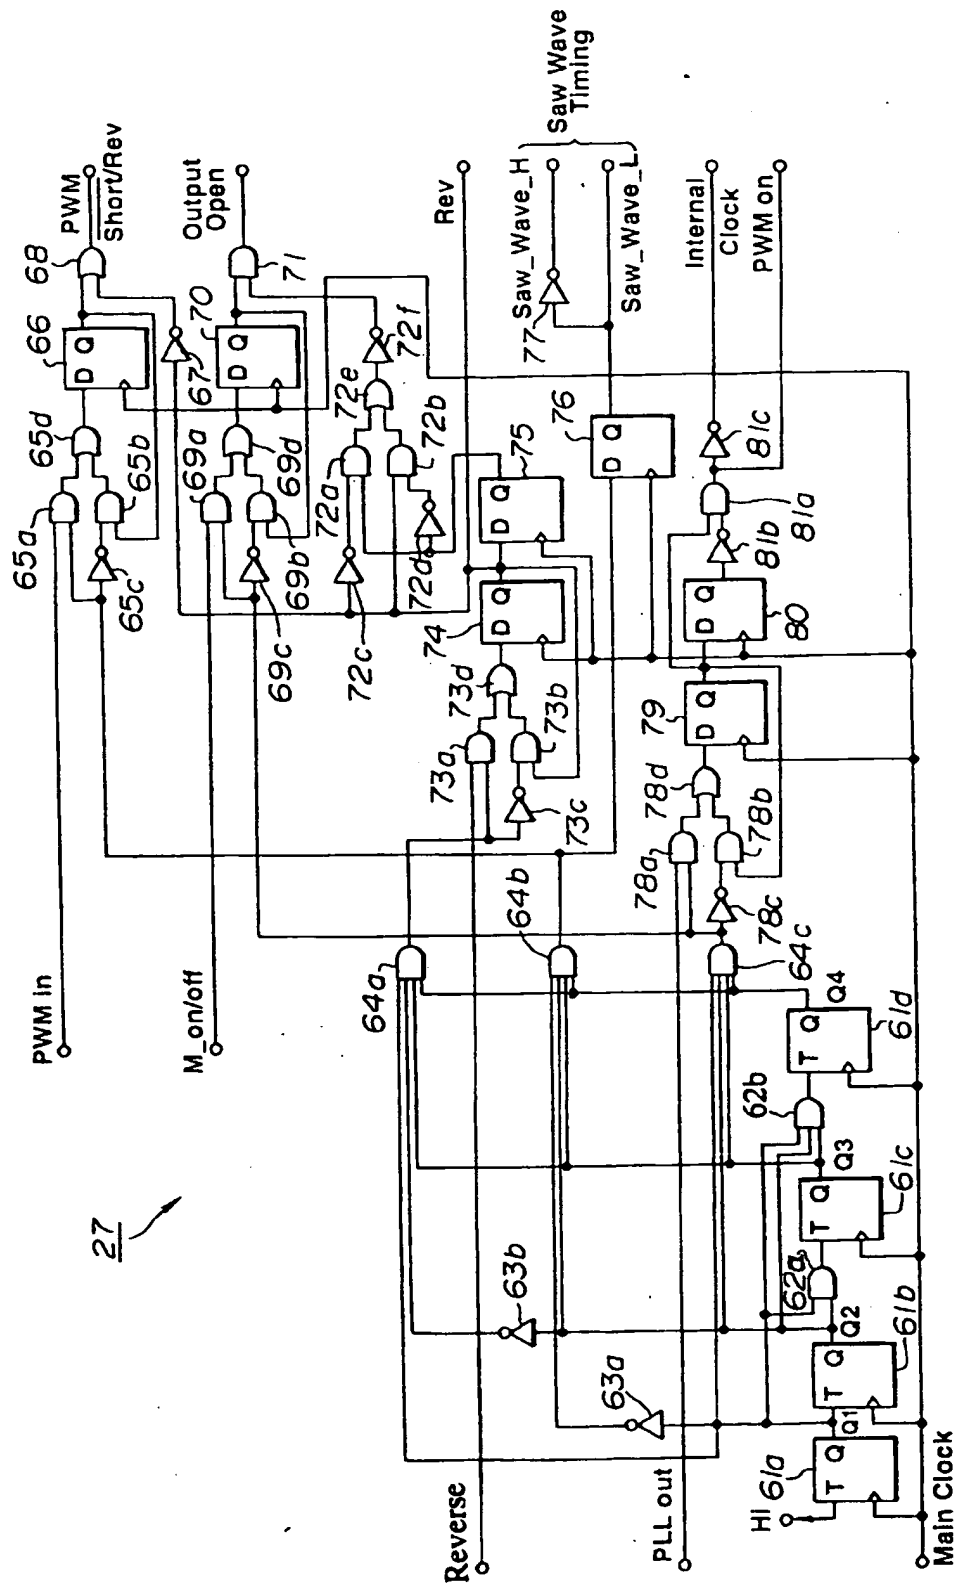 27
PWM in
M_on/off
Reverse
PLL out
HI
Main Clock
61a
T Q
Q1
61b
T Q
Q2
62a
61c
T Q
Q3
62b
61d
T Q
Q4
63a
63b
64a
64b
64c
65a
65b
65c
65d
66
D Q
67
68
PWM
Short/Rev
69a
69b
69c
69d
70
D Q
71
Output
Open
72a
72b
72c
72d
72e
72f
73a
73b
73c
73d
74
D Q
75
D Q
Rev
76
D Q
77
Saw_Wave_H
Saw_Wave_L
Saw Wave
Timing
78a
78b
78c
78d
79
D Q
80
D Q
81a
81b
81c
Internal
Clock
PWM on